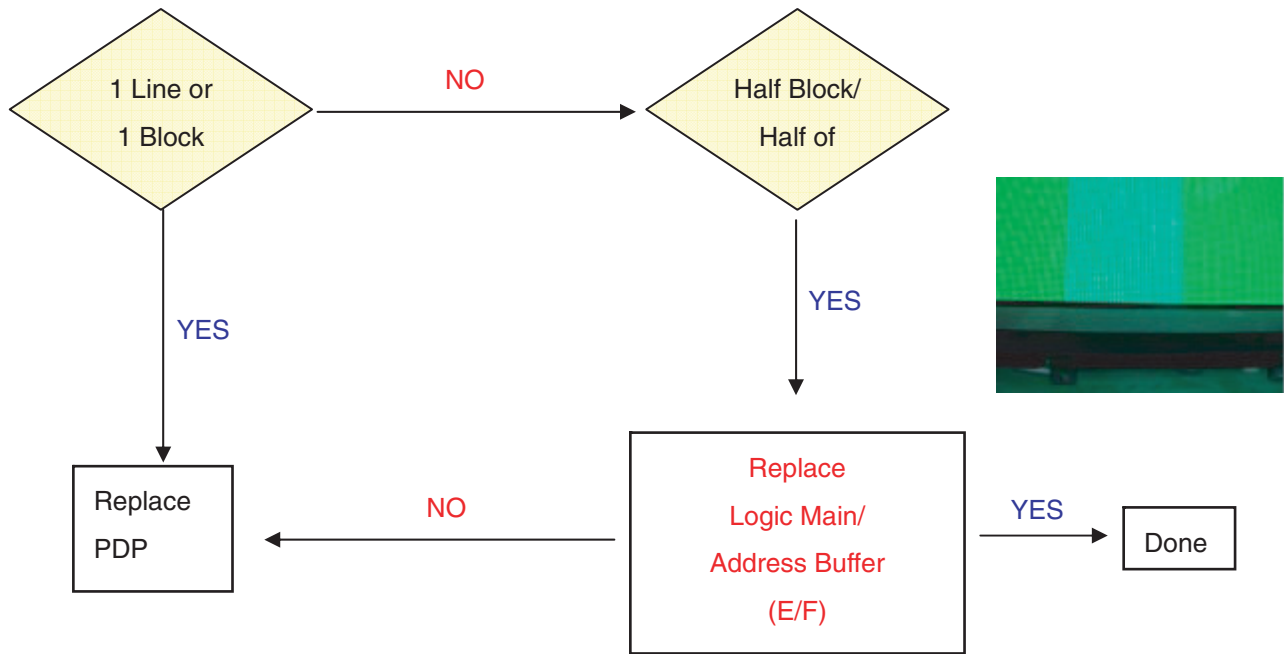 1 Line or
1 Block
NO
Half Block/
Half of
YES
YES
Replace
PDP
NO
Replace
Logic Main/
Address Buffer
(E/F)
YES
Done